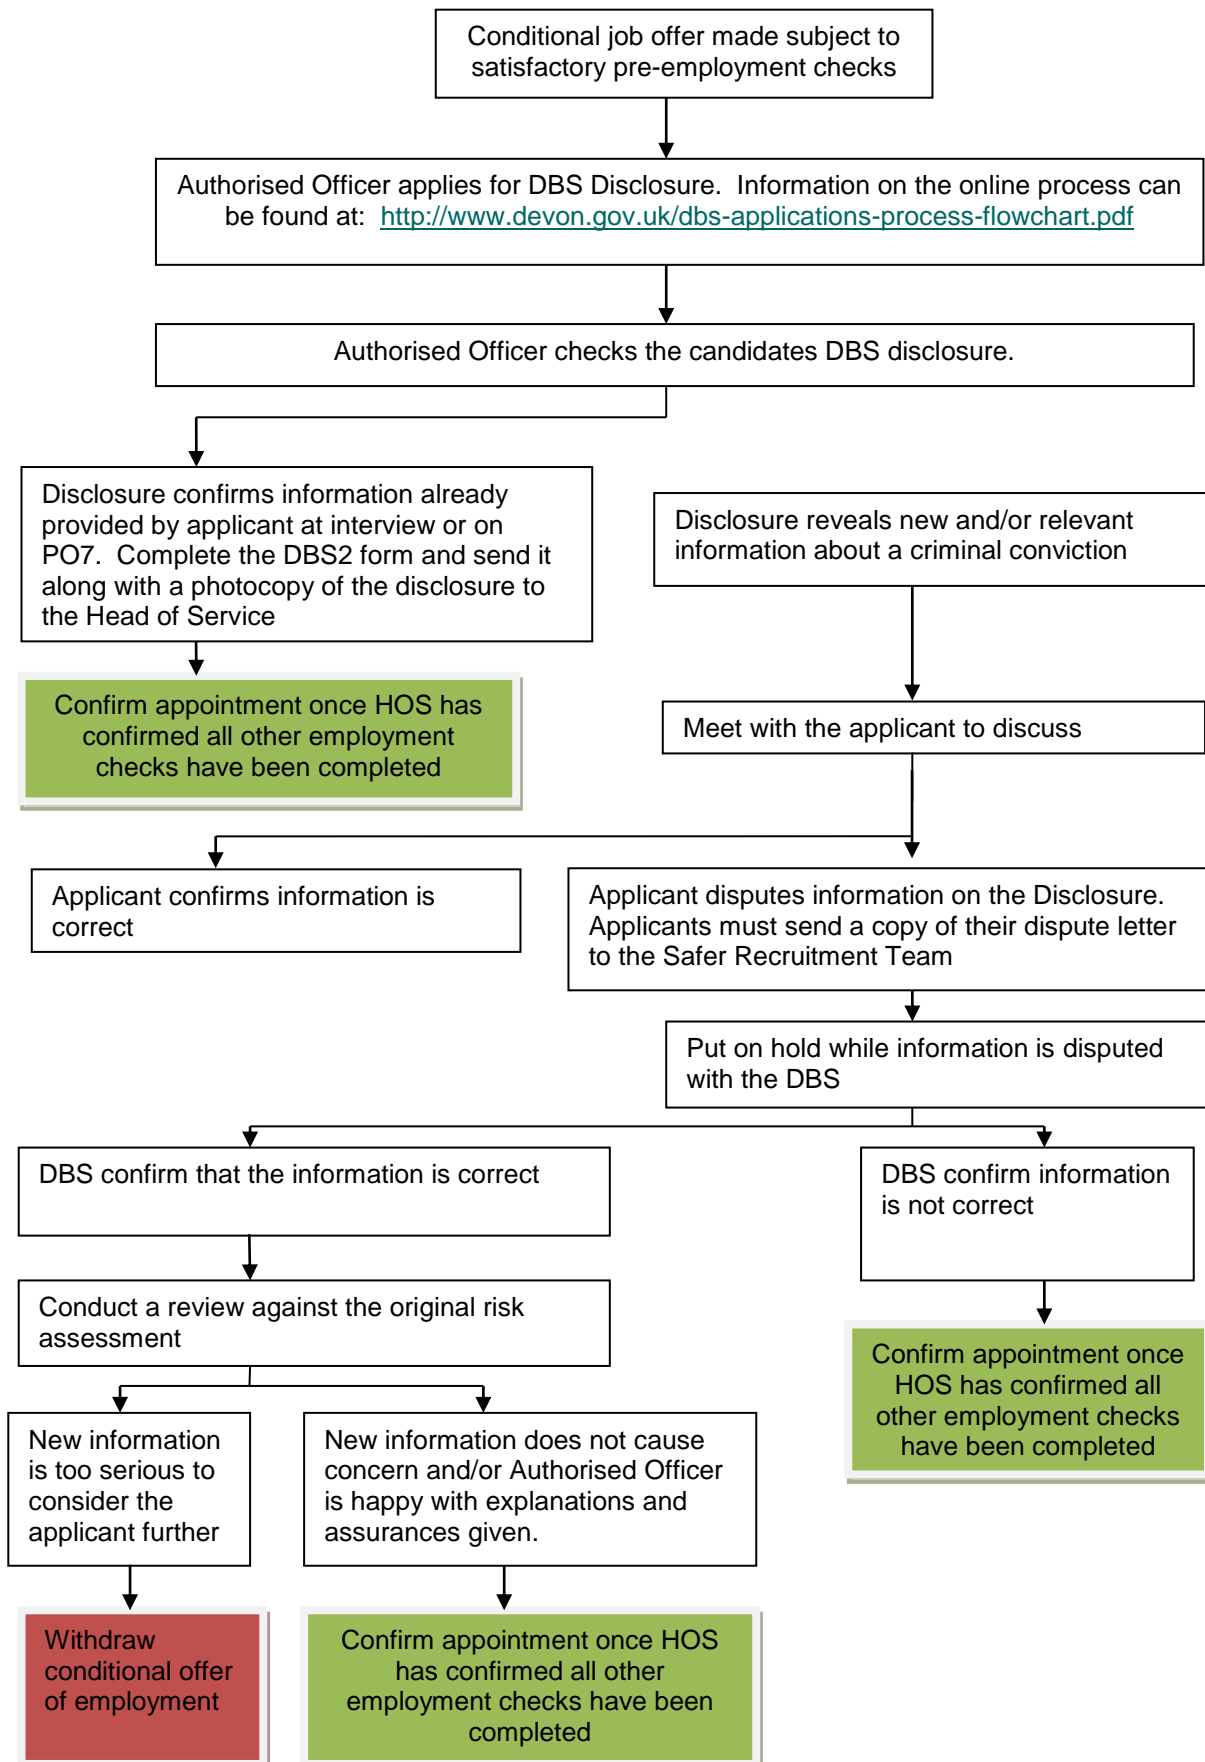 Conditional job offer made subject to
satisfactory pre-employment checks
Authorised Officer applies for DBS Disclosure.  Information on the online process can
be found at:  http://www.devon.gov.uk/dbs-applications-process-flowchart.pdf
Authorised Officer checks the candidates DBS disclosure.
Disclosure confirms information already
provided by applicant at interview or on
PO7.  Complete the DBS2 form and send it
along with a photocopy of the disclosure to
the Head of Service
Disclosure reveals new and/or relevant
information about a criminal conviction
Confirm appointment once HOS has
confirmed all other employment
checks have been completed
Meet with the applicant to discuss
Applicant confirms information is
correct
Applicant disputes information on the Disclosure.
Applicants must send a copy of their dispute letter
to the Safer Recruitment Team
Put on hold while information is disputed
with the DBS
DBS confirm that the information is correct
DBS confirm information
is not correct
Conduct a review against the original risk
assessment
Confirm appointment once
HOS has confirmed all
other employment checks
have been completed
New information
is too serious to
consider the
applicant further
New information does not cause
concern and/or Authorised Officer
is happy with explanations and
assurances given.
Withdraw
conditional offer
of employment
Confirm appointment once HOS
has confirmed all other
employment checks have been
completed